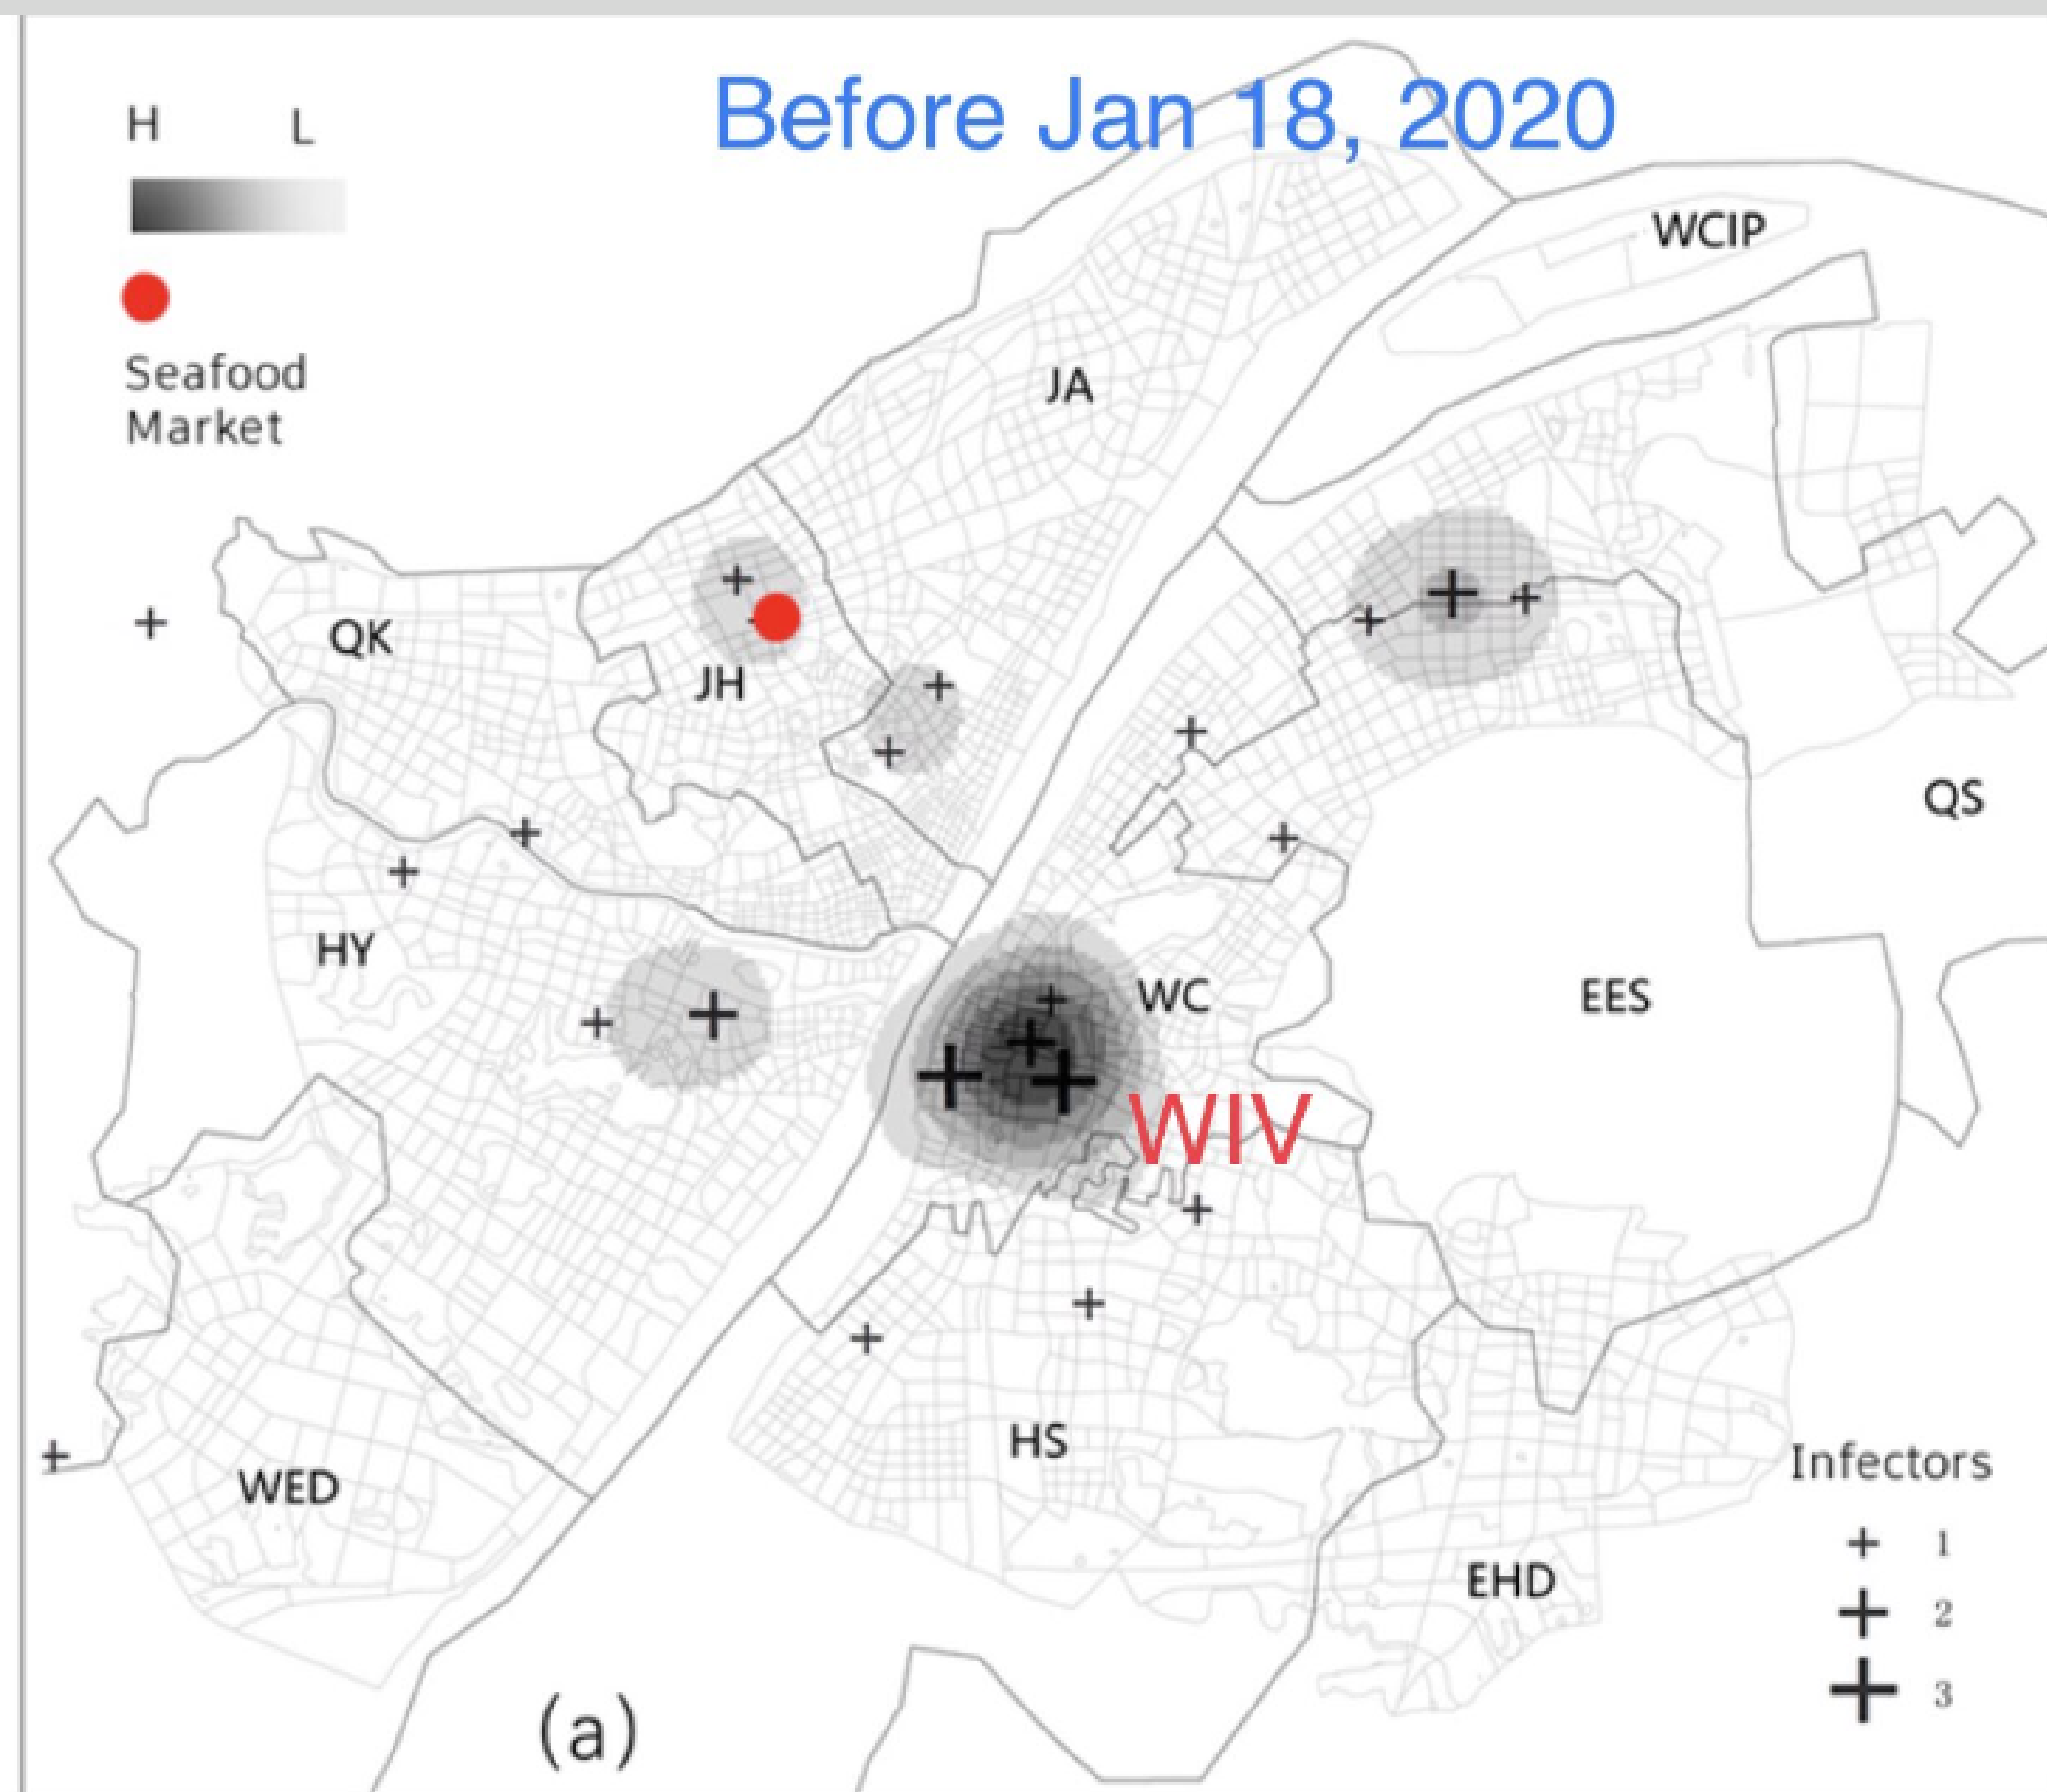 Before Jan 18, 2020
H L
Seafood
Market
WCIP
JA
QK
JH
QS
HY
WC
EES
WIV
HS
WED
Infectors
1
2
3
EHD
(a)